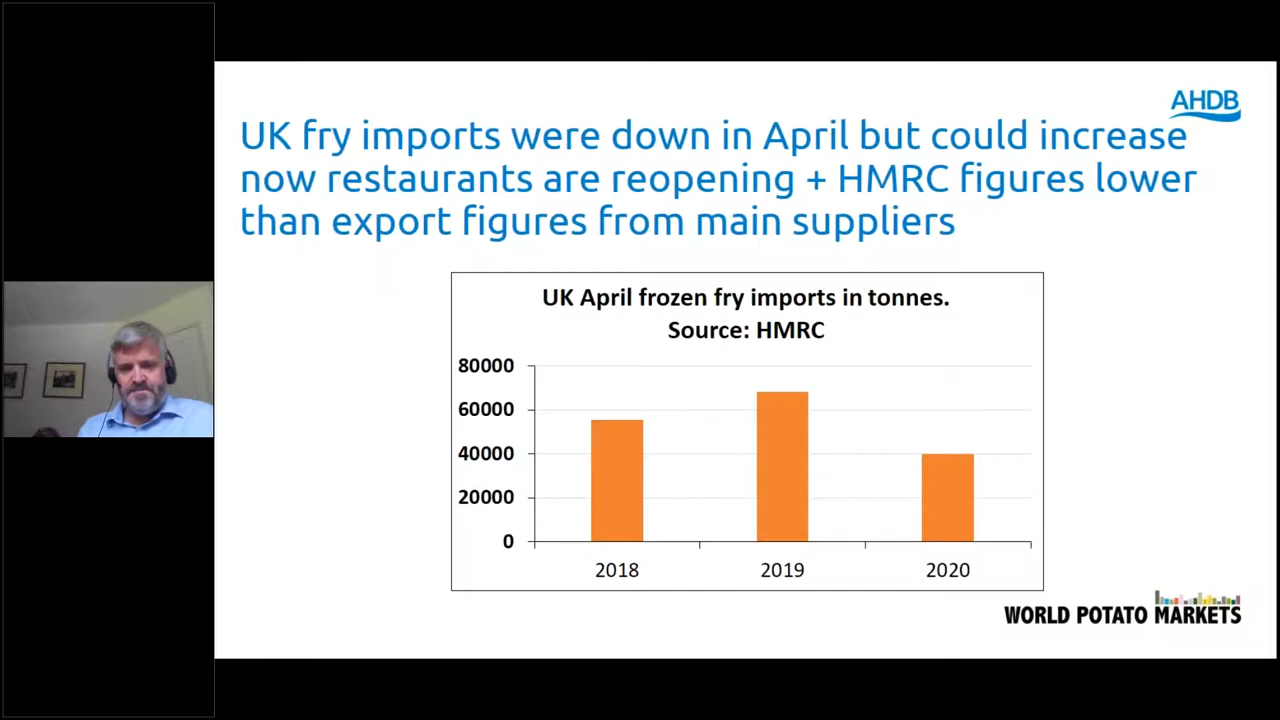 AHDB
UK fry imports were down in April but could increase
now restaurants are reopening + HMRC figures lower
than export figures from main suppliers
UK April frozen fry imports in tonnes.
Source: HMRC
80000
60000
40000
20000
0
2018 2019 2020
WORLD POTATO MARKETS